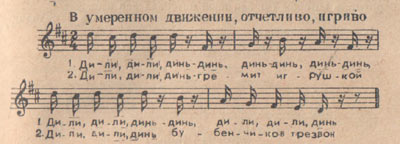 В умеренном движении, отчетливо, игриво
1. Ди-ли, ди-ли, динь-динь, динь-динь, динь-динь,
2. Ди-ли, ди-ли, динь-гре - мит иг-руш-кой
1. Ди-ли, ди-ли, динь-динь, ди-ли, ди-ли, динь
2. Ди-ли, ди-ли, динь бу - бен-чи-ков трезвон